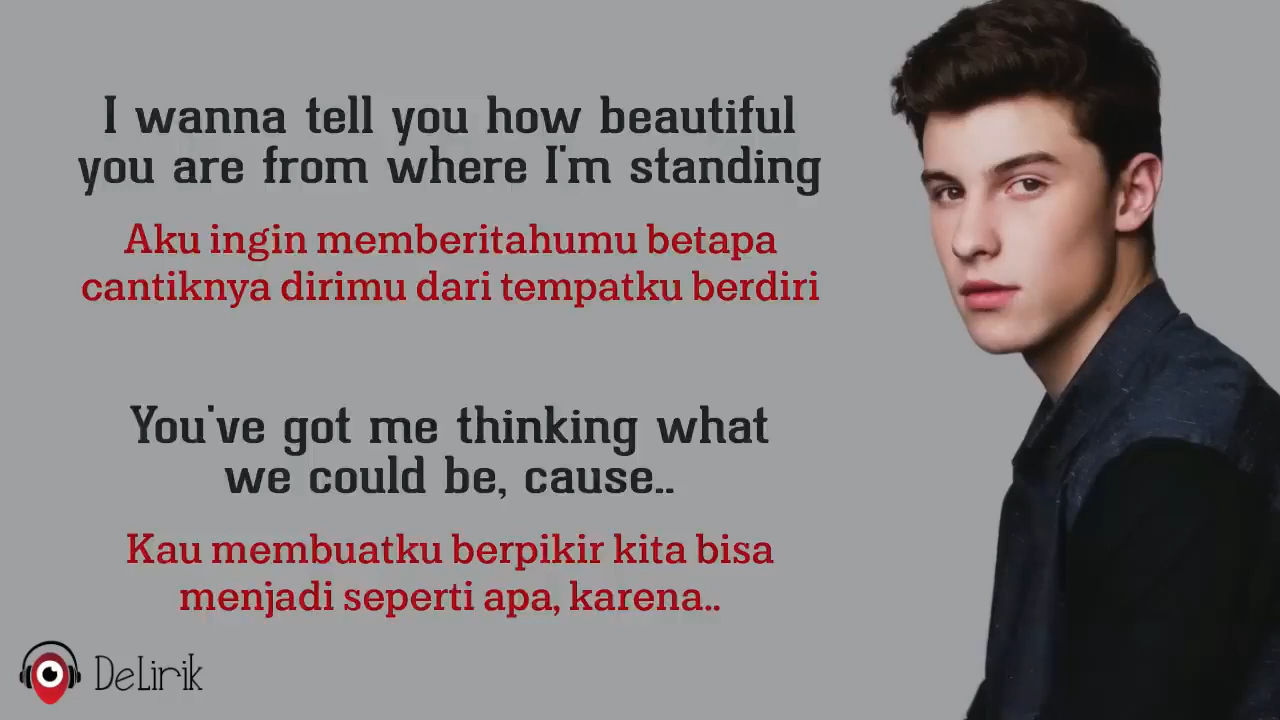 I wanna tell you how beautiful
you are from where I'm standing
Aku ingin memberitahumu betapa
cantiknya dirimu dari tempatku berdiri
You've got me thinking what
we could be, cause..
Kau membuatku berpikir kita bisa
menjadi seperti apa, karena..
DeLirik